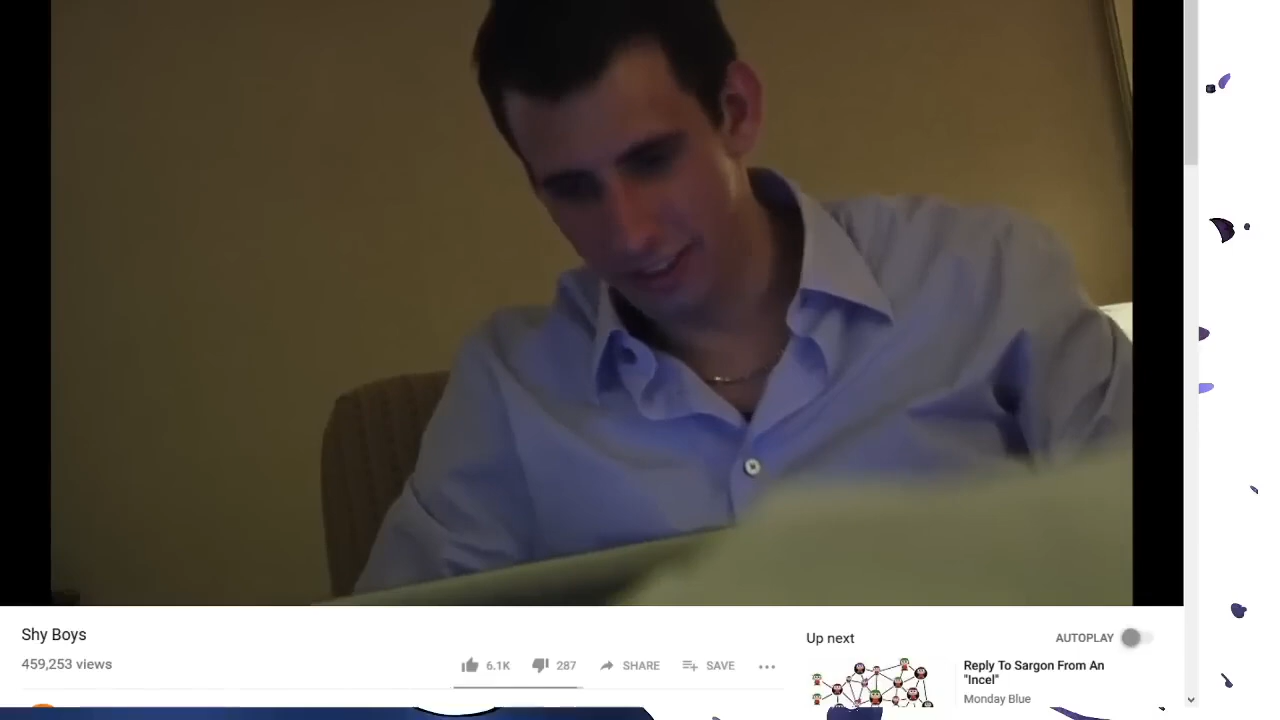 Shy Boys
459,253 views
6.1K
287
SHARE
SAVE
Up next
AUTOPLAY
Reply To Sargon From An
"Incel"
Monday Blue